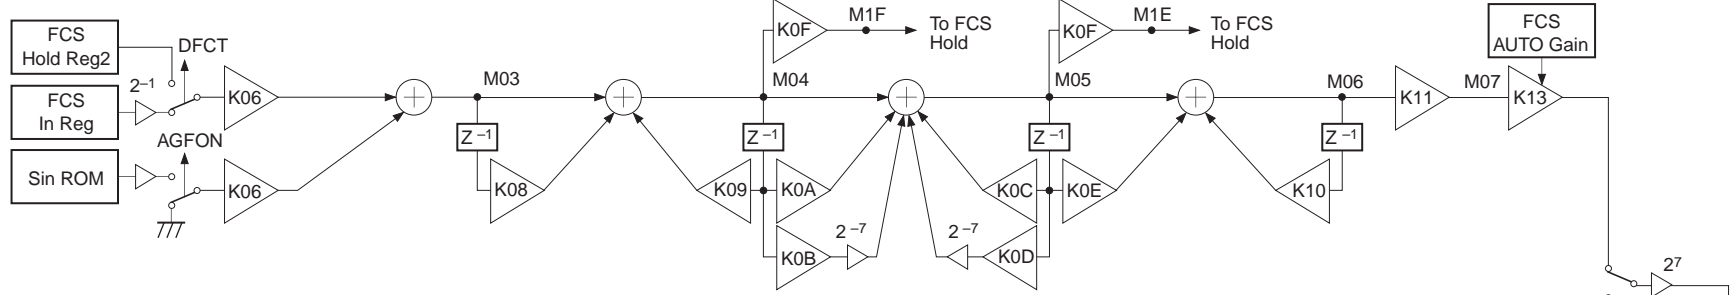 FCS
Hold Reg2
DFCT
2–1
K06
FCS
In Reg
AGFON
Sin ROM
K06
M03
Z –1
K08
K0F
M1F
To FCS
Hold
M04
Z –1
K09
K0A
K0B
2 –7
K0F
M1E
To FCS
Hold
M05
Z –1
K0C
K0E
2 –7
K0D
M06
Z –1
K10
K11
M07
FCS
AUTO Gain
K13
27